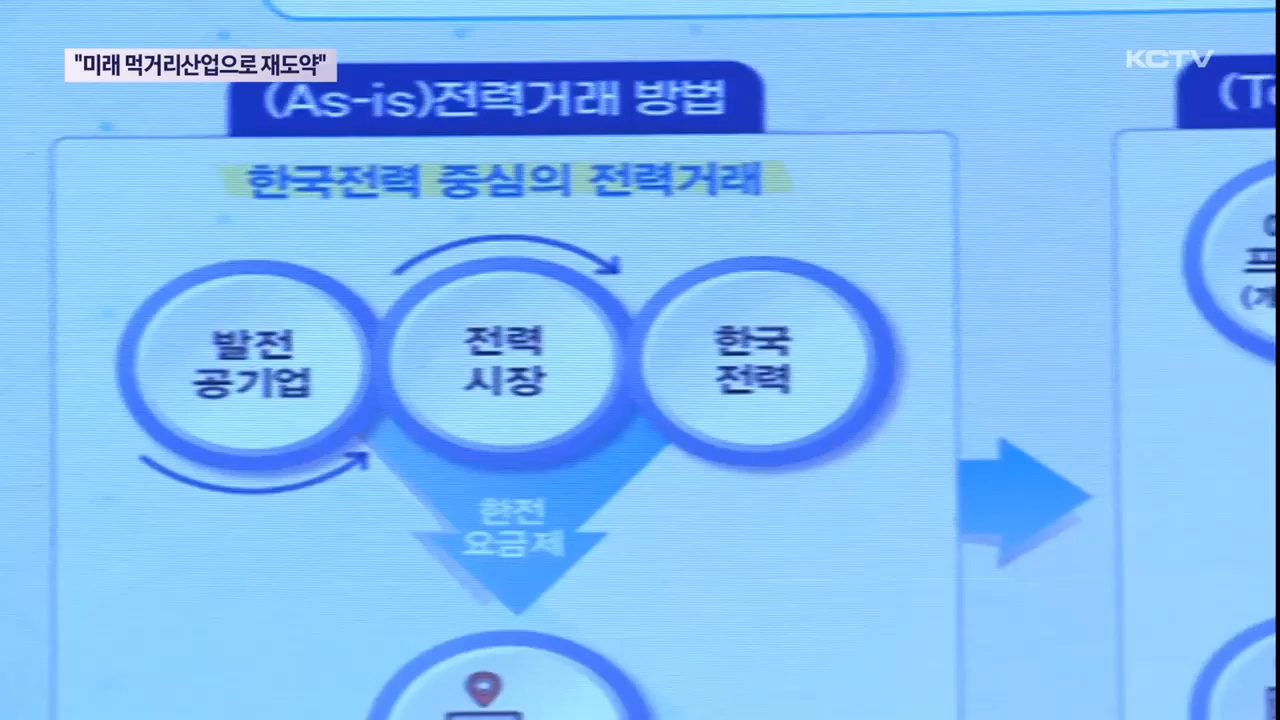 "미래 먹거리산업으로 재도약"
KCTV
(As-is)전력거래 방법
한국전력 중심의 전력거래
발전
공기업
전력
시장
한국
전력
한전
요금제